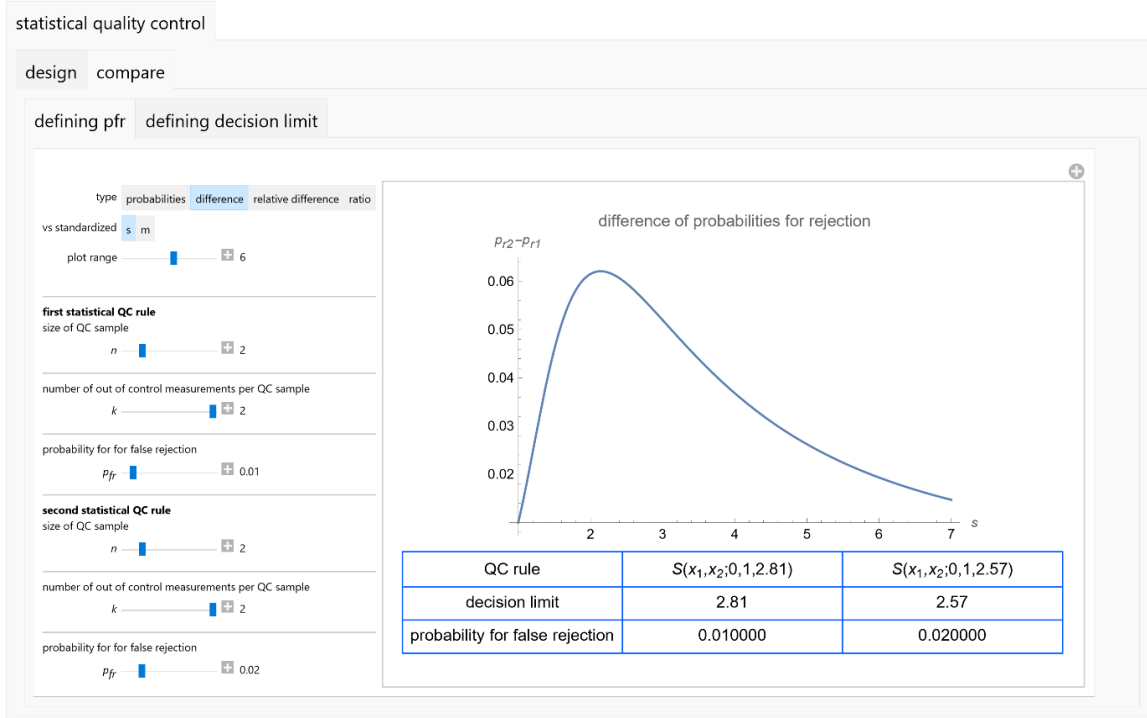 statistical quality control
design compare
defining pfr defining decision limit
type probabilities difference relative difference ratio
vs standardized s m
plot range 6
first statistical QC rule
size of QC sample
n 2
number of out of control measurements per QC sample
k 2
probability for for false rejection
pfr 0.01
second statistical QC rule
size of QC sample
n 2
number of out of control measurements per QC sample
k 2
probability for for false rejection
pfr 0.02
difference of probabilities for rejection
pr2-pr1
0.06
0.05
0.04
0.03
0.02
2 3 4 5 6 7 s
QC rule S(x1,x2;0,1,2.81) S(x1,x2;0,1,2.57)
decision limit 2.81 2.57
probability for false rejection 0.010000 0.020000